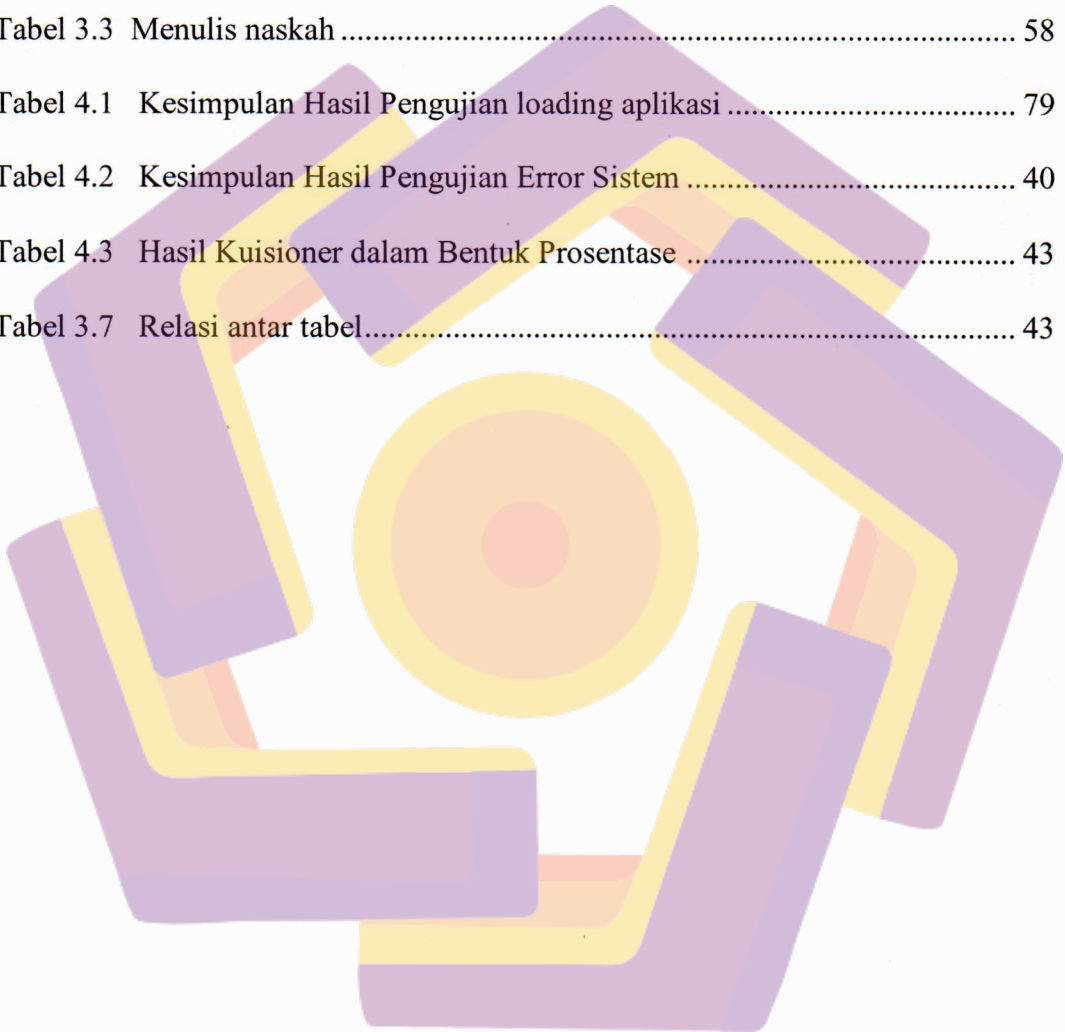 Tabel 3.3 Menulis naskah .......... 58
Tabel 4.1 Kesimpulan Hasil Pengujian loading aplikasi .......... 79
Tabel 4.2 Kesimpulan Hasil Pengujian Error Sistem .......... 40
Tabel 4.3 Hasil Kuisioner dalam Bentuk Prosentase .......... 43
Tabel 3.7 Relasi antar tabel .......... 43